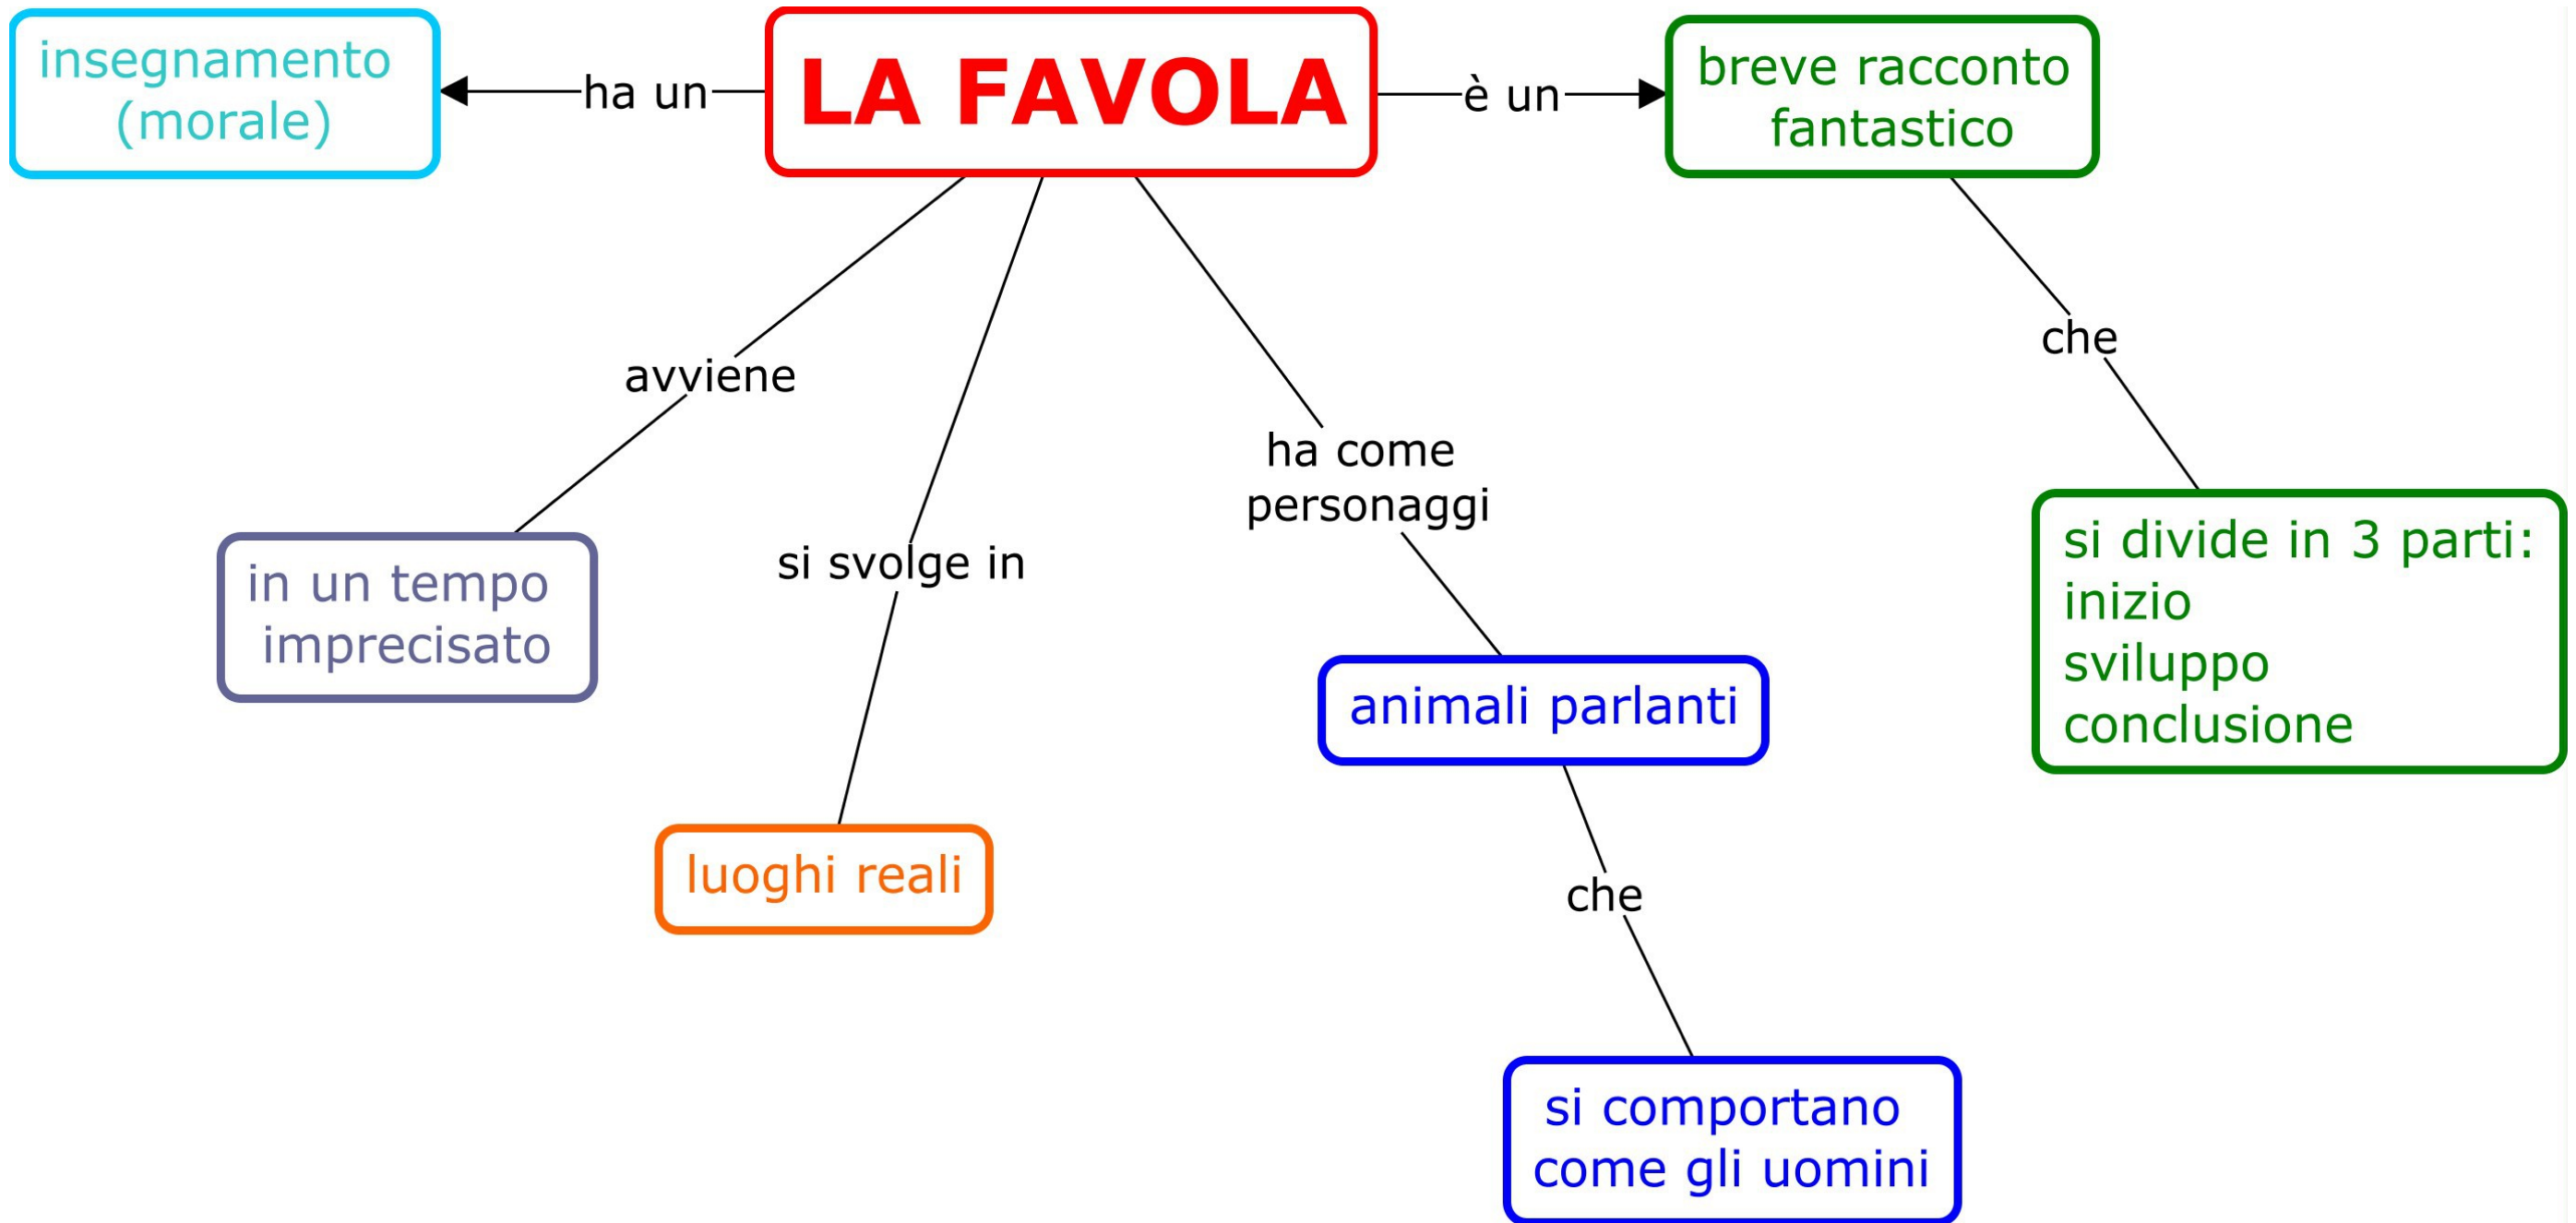 insegnamento
(morale)
ha un
LA FAVOLA
è un
breve racconto
fantastico
che
avviene
ha come
personaggi
si svolge in
in un tempo
imprecisato
si divide in 3 parti:
inizio
sviluppo
conclusione
animali parlanti
luoghi reali
che
si comportano
come gli uomini